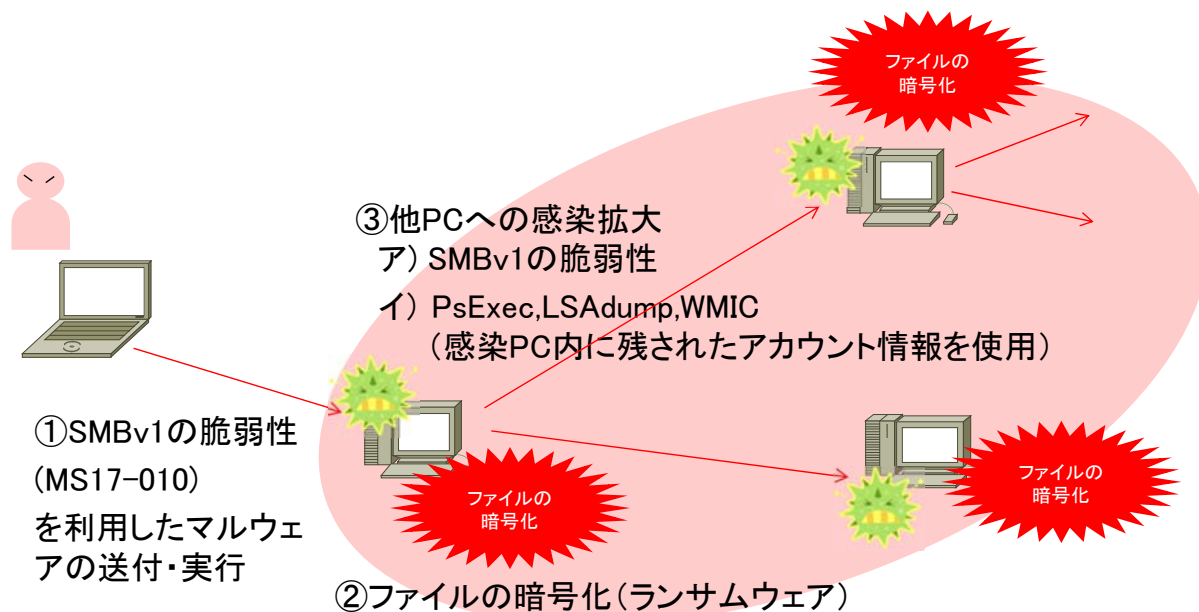 ファイルの
暗号化
③他PCへの感染拡大
ア) SMBv1の脆弱性
イ) PsExec,LSAdump,WMIC
(感染PC内に残されたアカウント情報を使用)
①SMBv1の脆弱性
(MS17-010)
を利用したマルウェ
アの送付・実行
ファイルの
暗号化
ファイルの
暗号化
②ファイルの暗号化(ランサムウェア)